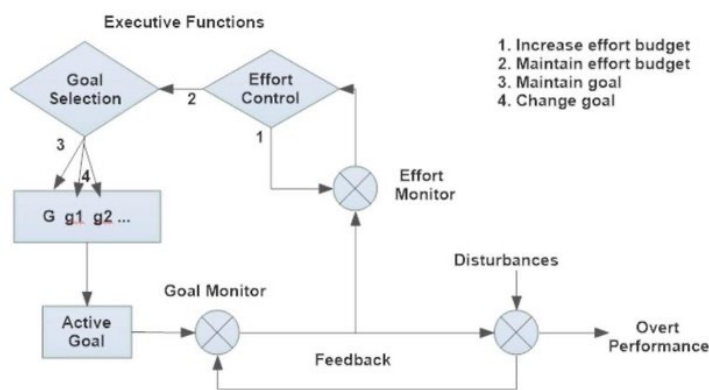 Executive Functions
1. Increase effort budget
2. Maintain effort budget
3. Maintain goal
4. Change goal
Goal
Selection
2
Effort
Control
1
3
4
Effort
Monitor
G g1 g2 ...
Disturbances
Goal Monitor
Active
Goal
Feedback
Overt
Performance